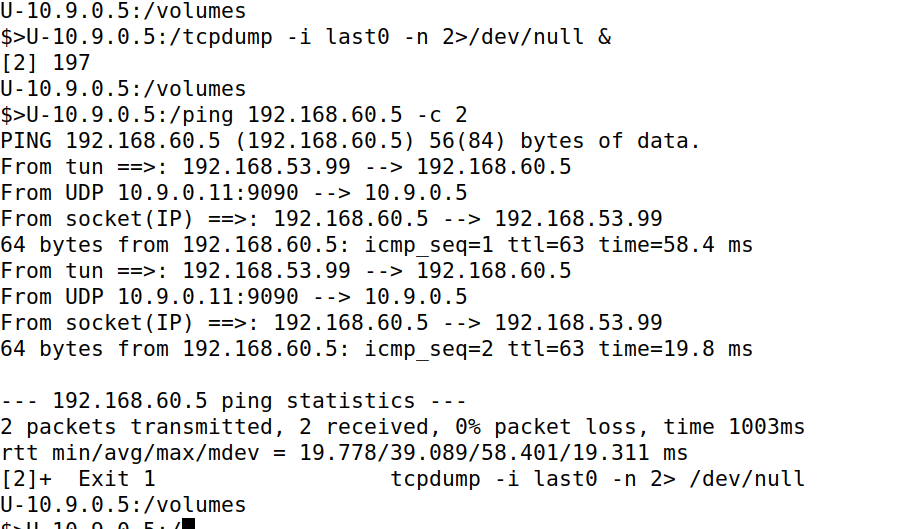 U-10.9.0.5:/volumes
$>U-10.9.0.5:/tcpdump -i last0 -n 2>/dev/null &
[2] 197
U-10.9.0.5:/volumes
$>U-10.9.0.5:/ping 192.168.60.5 -c 2
PING 192.168.60.5 (192.168.60.5) 56(84) bytes of data.
From tun ==>: 192.168.53.99 --> 192.168.60.5
From UDP 10.9.0.11:9090 --> 10.9.0.5
From socket(IP) ==>: 192.168.60.5 --> 192.168.53.99
64 bytes from 192.168.60.5: icmp_seq=1 ttl=63 time=58.4 ms
From tun ==>: 192.168.53.99 --> 192.168.60.5
From UDP 10.9.0.11:9090 --> 10.9.0.5
From socket(IP) ==>: 192.168.60.5 --> 192.168.53.99
64 bytes from 192.168.60.5: icmp_seq=2 ttl=63 time=19.8 ms
--- 192.168.60.5 ping statistics ---
2 packets transmitted, 2 received, 0% packet loss, time 1003ms
rtt min/avg/max/mdev = 19.778/39.089/58.401/19.311 ms
[2]+  Exit 1                  tcpdump -i last0 -n 2> /dev/null
U-10.9.0.5:/volumes
$>U-10.9.0.5:/